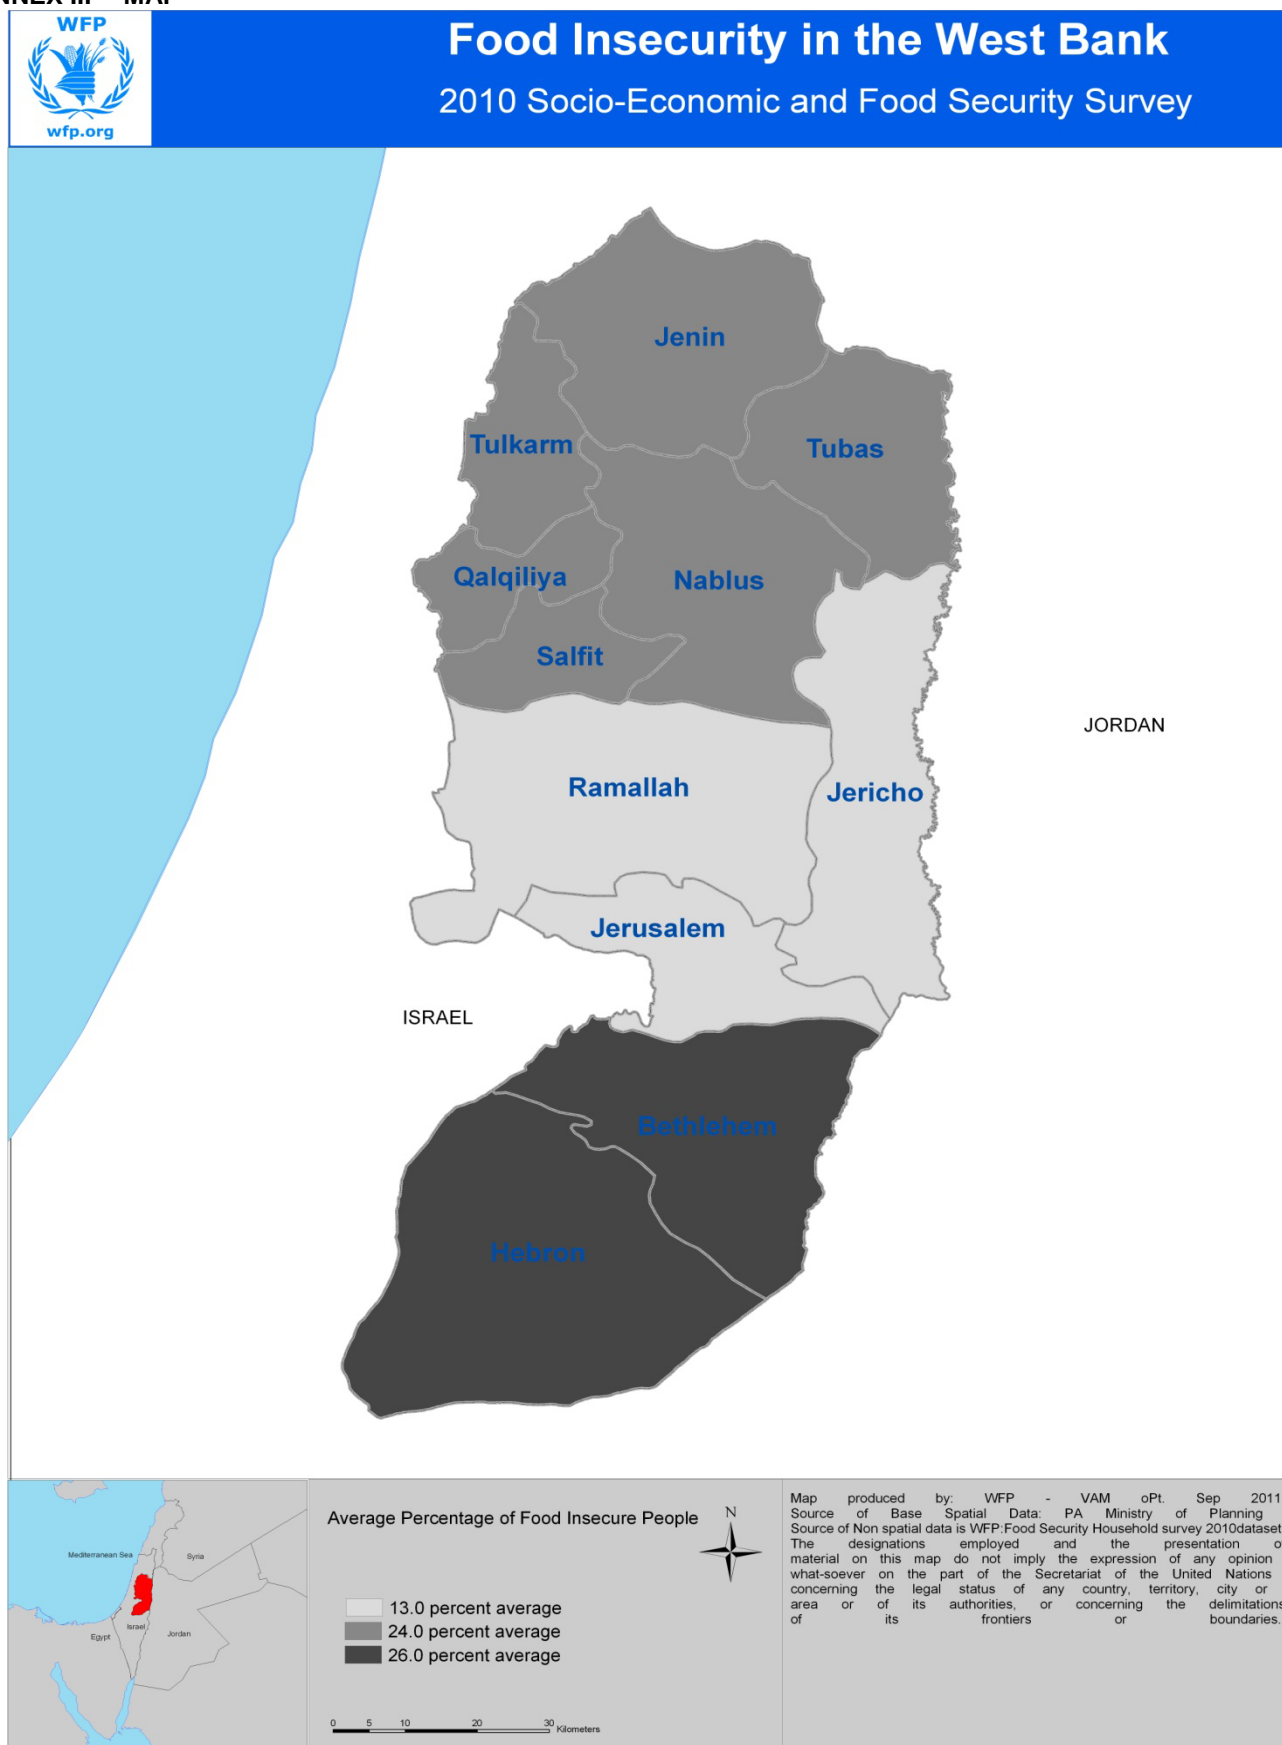 MAP
WFP
wfp.org
Food Insecurity in the West Bank
2010 Socio-Economic and Food Security Survey
Jenin
Tulkarm
Tubas
Qalqiliya
Nablus
Salfit
JORDAN
Ramallah
Jericho
Jerusalem
ISRAEL
Bethlehem
Hebron
Mediterranean Sea
Syria
Egypt
Israel
Jordan
Average Percentage of Food Insecure People
N
13.0 percent average
24.0 percent average
26.0 percent average
0 5 10 20 30 Kilometers
Map produced by: WFP - VAM oPt. Sep 2011
Source of Base Spatial Data: PA Ministry of Planning
Source of Non spatial data is WFP:Food Security Household survey 2010dataset
The designations employed and the presentation o
material on this map do not imply the expression of any opinion
what-soever on the part of the Secretariat of the United Nations
concerning the legal status of any country, territory, city or
area or of its authorities, or concerning the delimitations
of its frontiers or boundaries.